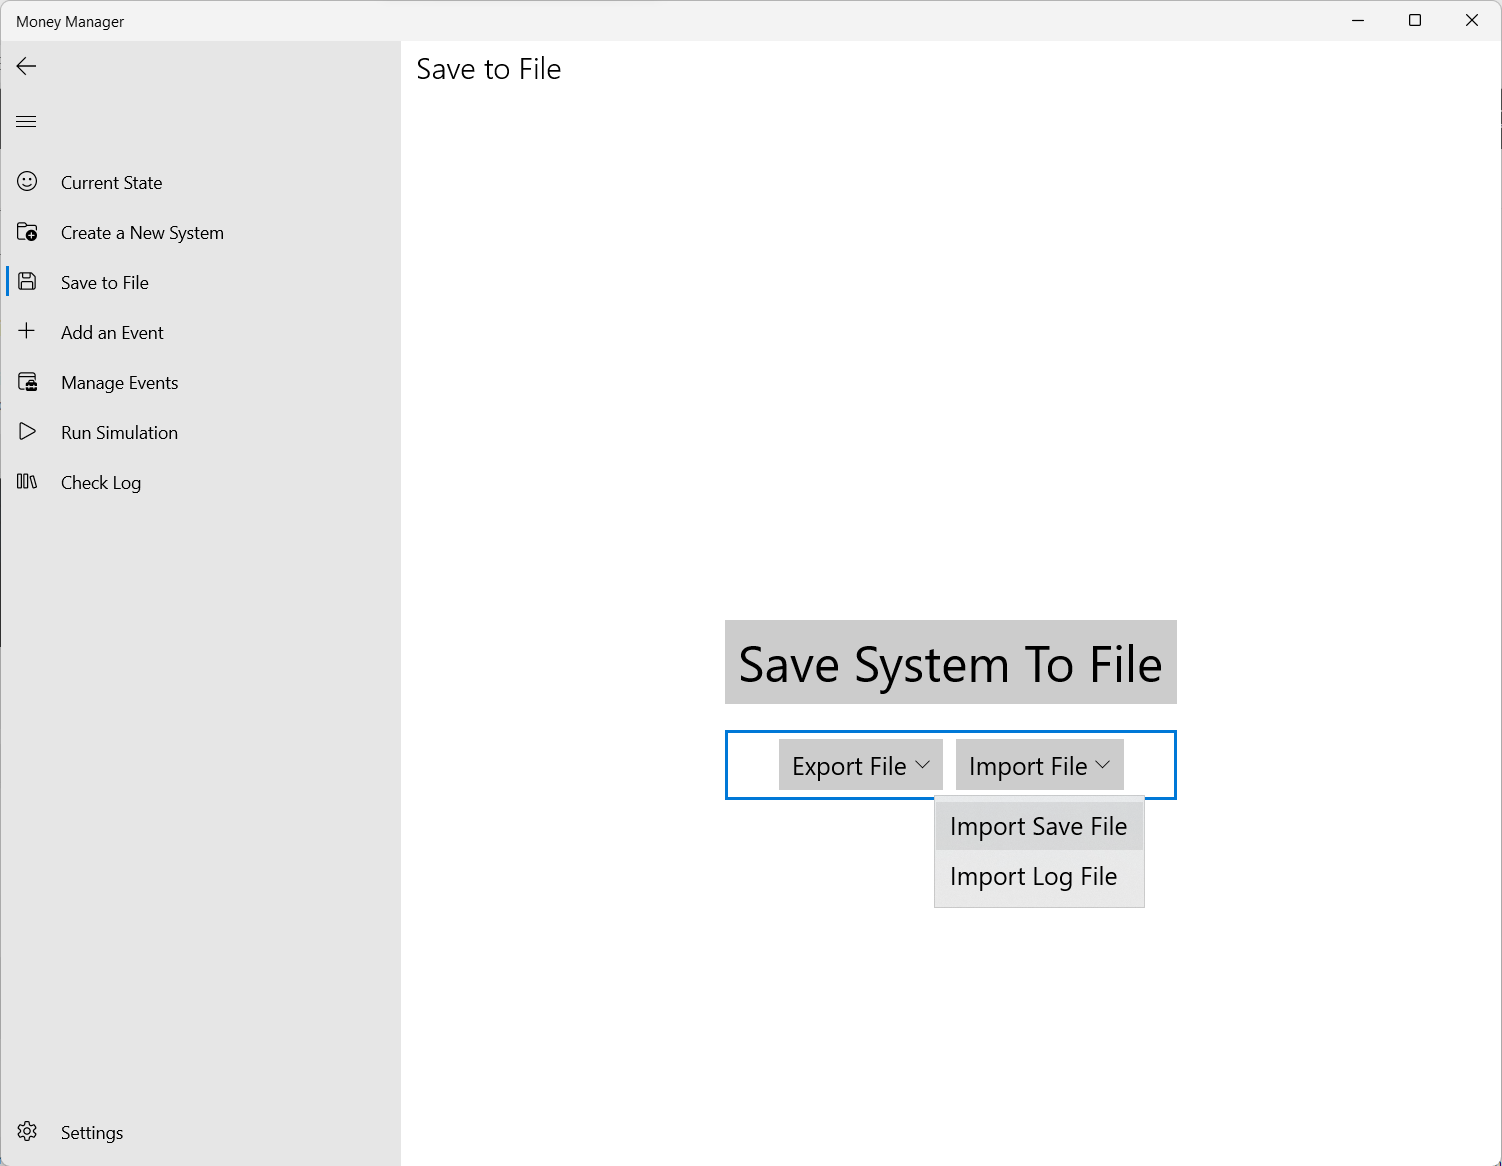 Money Manager
Save to File
Current State
Create a New System
Save to File
Add an Event
Manage Events
Run Simulation
Check Log
Save System To File
Export File
Import File
Import Save File
Import Log File
Settings